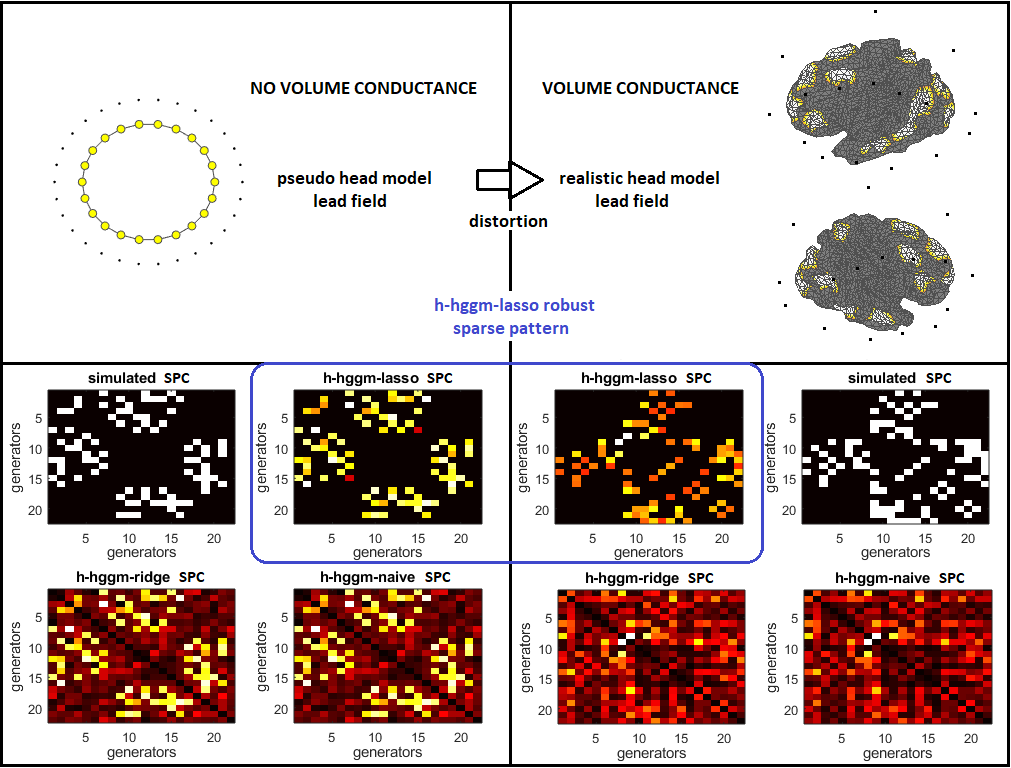 NO VOLUME CONDUCTANCE
VOLUME CONDUCTANCE
pseudo head model
lead field
realistic head model
lead field
distortion
h-hggm-lasso robust
sparse pattern
simulated SPC
h-hggm-lasso SPC
h-hggm-lasso SPC
simulated SPC
generators
5
10
15
20
5
10
15
20
generators
generators
5
10
15
20
5
10
15
20
generators
generators
5
10
15
20
5
10
15
20
generators
generators
5
10
15
20
5
10
15
20
generators
h-hggm-ridge SPC
h-hggm-naive SPC
h-hggm-ridge SPC
h-hggm-naive SPC
generators
5
10
15
20
5
10
15
20
generators
generators
5
10
15
20
5
10
15
20
generators
generators
5
10
15
20
5
10
15
20
generators
generators
5
10
15
20
5
10
15
20
generators